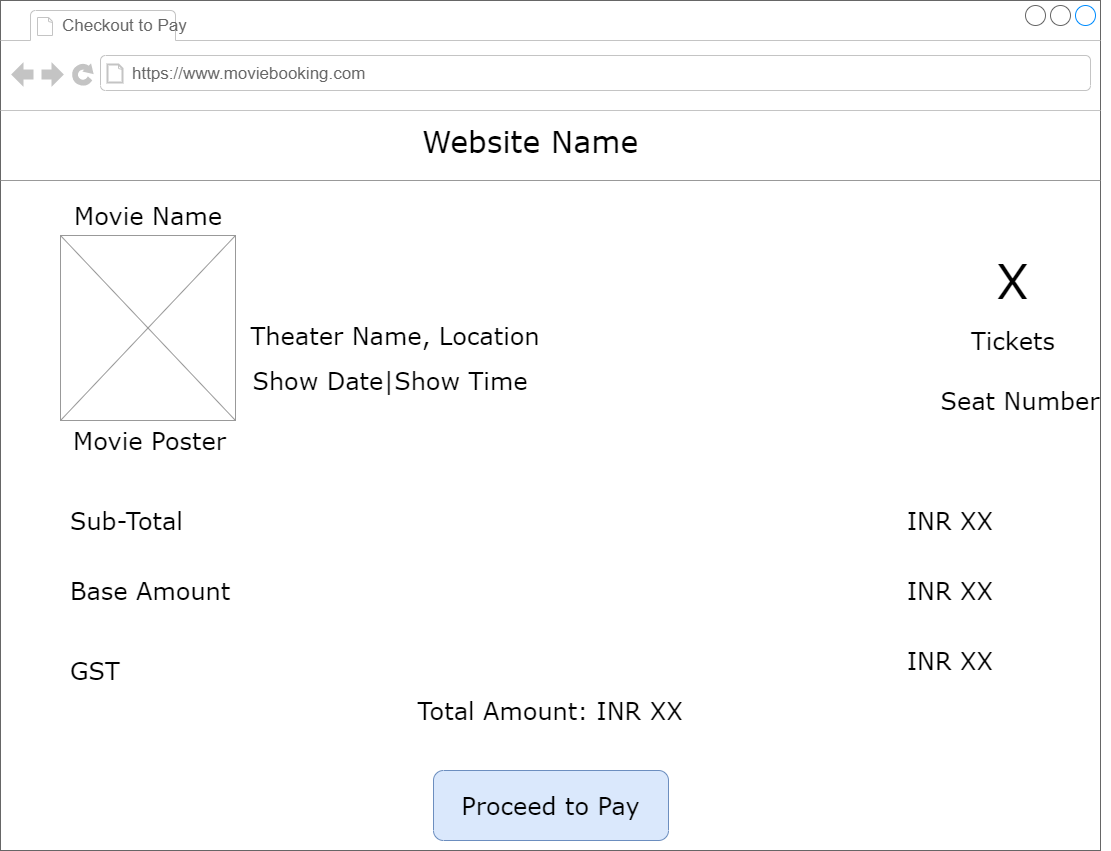 Checkout to Pay
https://www.moviebooking.com
Website Name
Movie Name
X
Theater Name, Location
Tickets
Show Date|Show Time
Seat Number
Movie Poster
Sub-Total
INR XX
Base Amount
INR XX
GST
INR XX
Total Amount: INR XX
Proceed to Pay